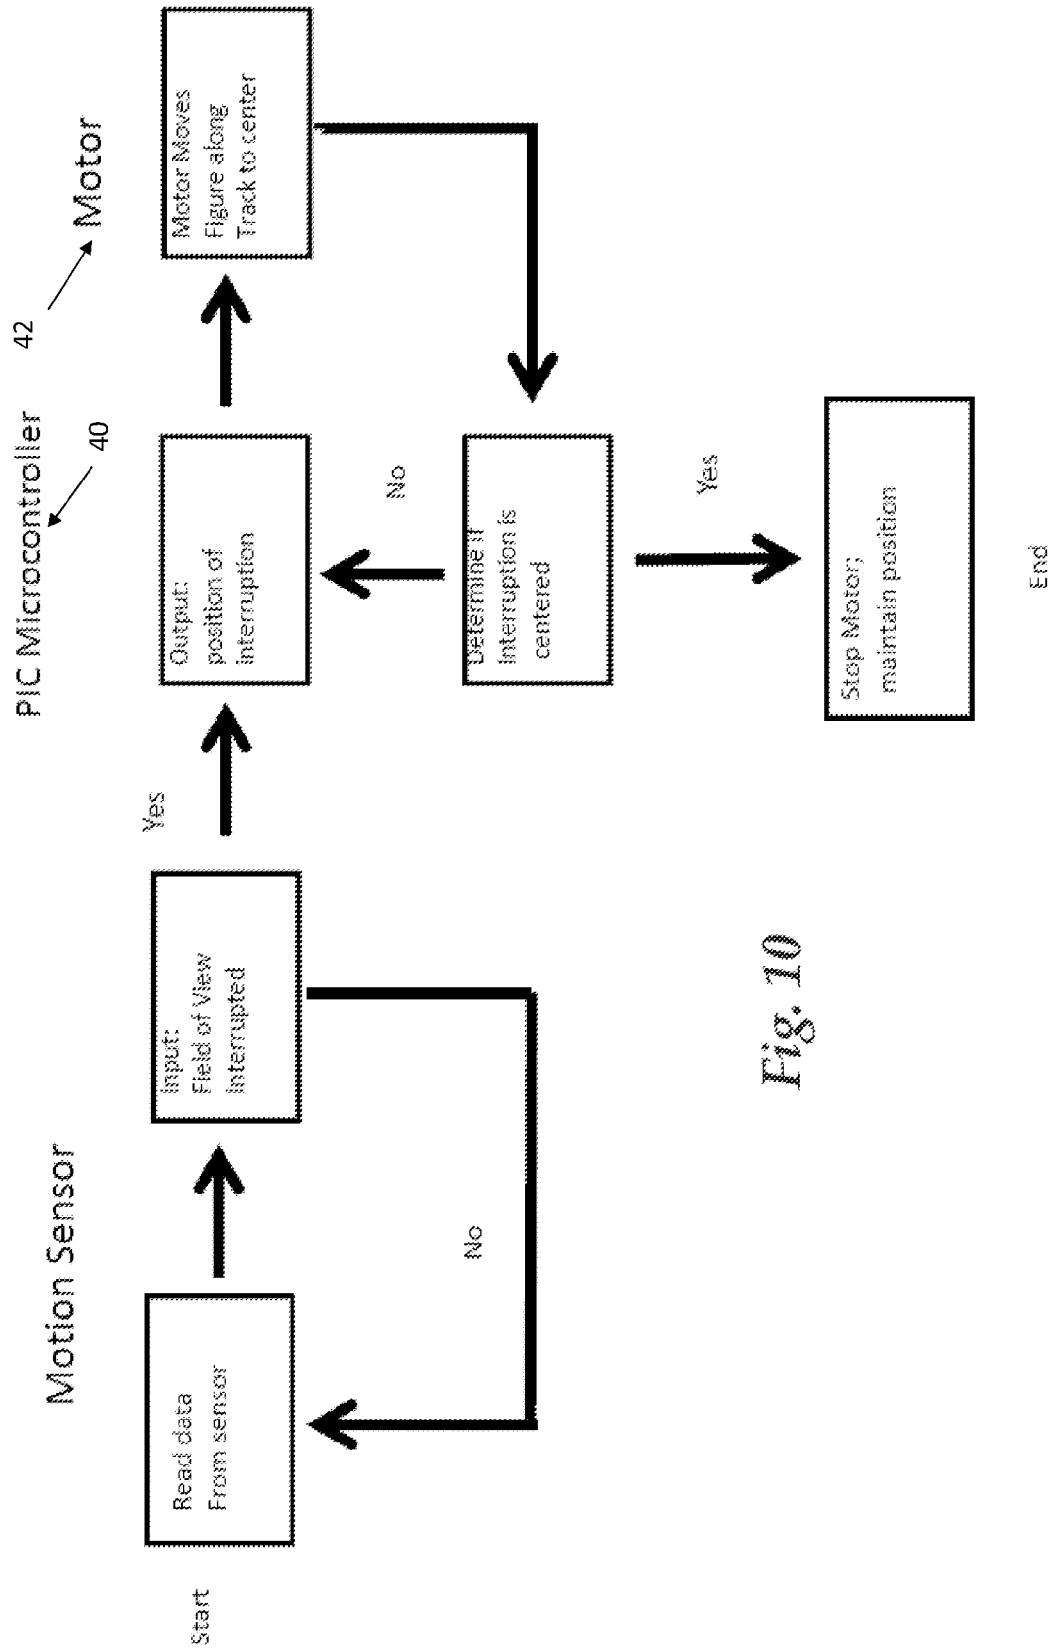 Motion Sensor
PIC Microcontroller
40
42
Motor
Start
Read data
From sensor
Input:
Field of View
Interrupted
Yes
Output:
position of
interruption
Motor Moves
Figure along
Track to center
No
No
Determine if
Interruption is
centered
Yes
Stop Motor;
maintain position
End
Fig. 10